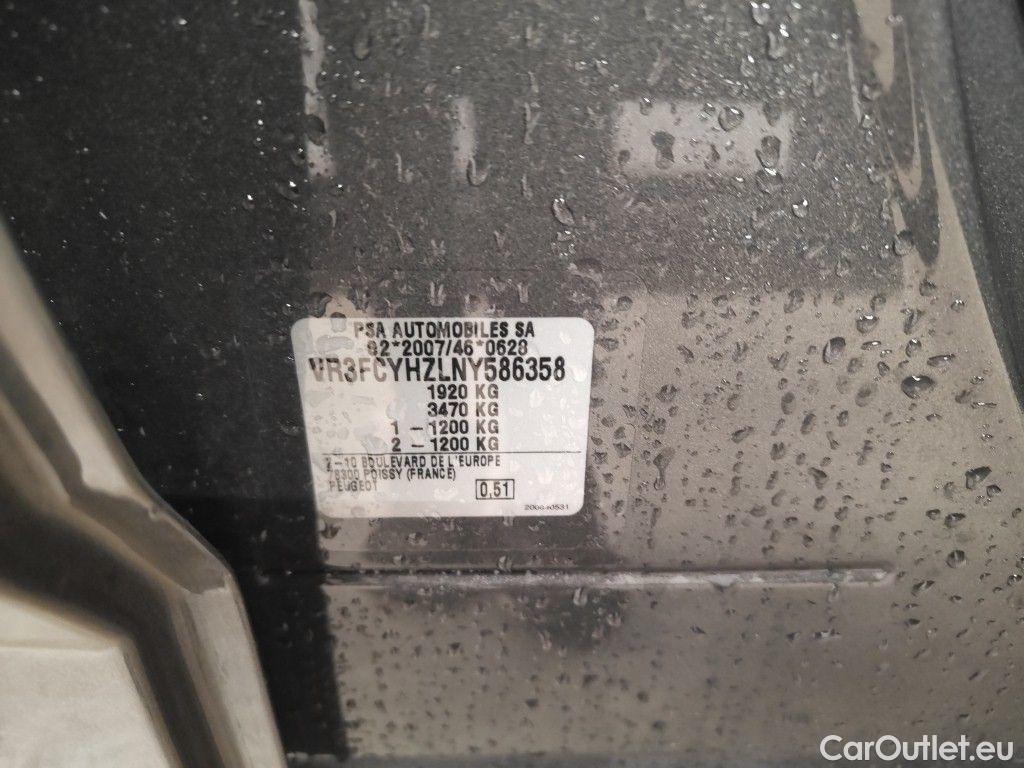 PSA AUTOMOBILES SA
92*2007/46*0628
VR3FCYHZLNY586358
1920 KG
3470 KG
1 - 1200 KG
2 - 1200 KG
2-10 BOULEVARD DE L'EUROPE
78300 POISSY (FRANCE)
PEUGEOT
0.51
CarOutlet.eu